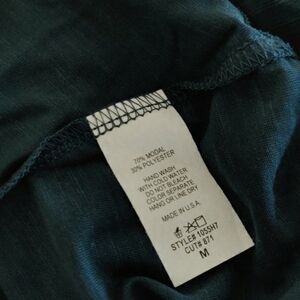 70% MODAL
30% POLYESTER
HAND WASH
WITH COLD WATER
DO NOT BLEACH
COLOR SEPARATE
HANG OR LINE DRY
MADE IN U.S.A.
STYLE# 1055H7
CUT# 871
M